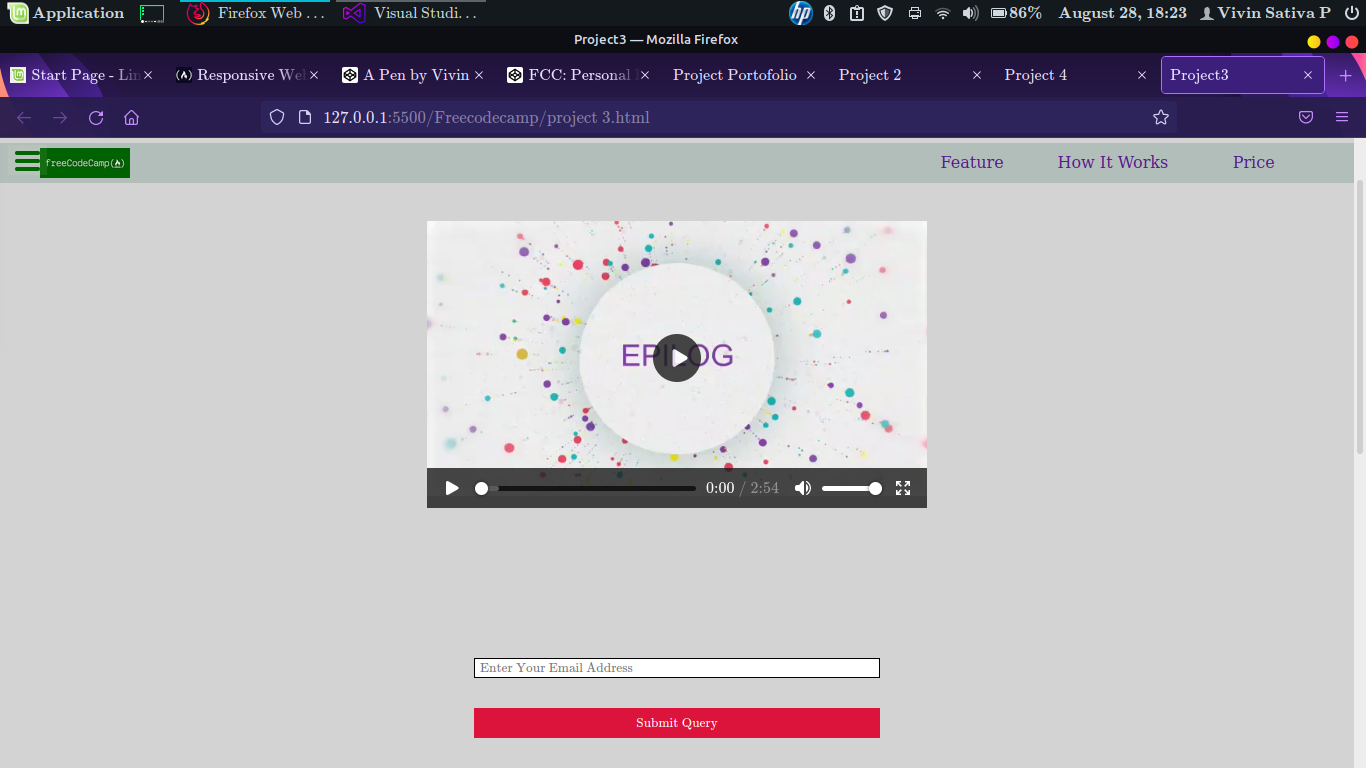 Application Firefox Web ... Visual Studi... hp 86% August 28, 18:23 Vivin Sativa P
Project3 — Mozilla Firefox
Start Page - Lin Responsive We A Pen by Vivin FCC: Personal Project Portofolio Project 2 Project 4 Project3
127.0.0.1:5500/Freecodecamp/project 3.html
freeCodeCamp Feature How It Works Price
EPILOG
0:00 / 2:54
Enter Your Email Address
Submit Query